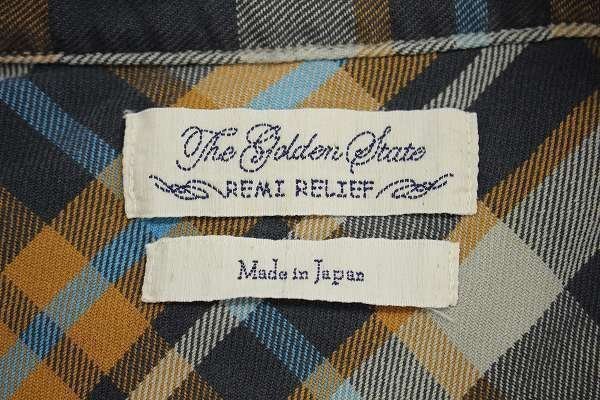 The Golden State
REMI RELIEF
Made in Japan